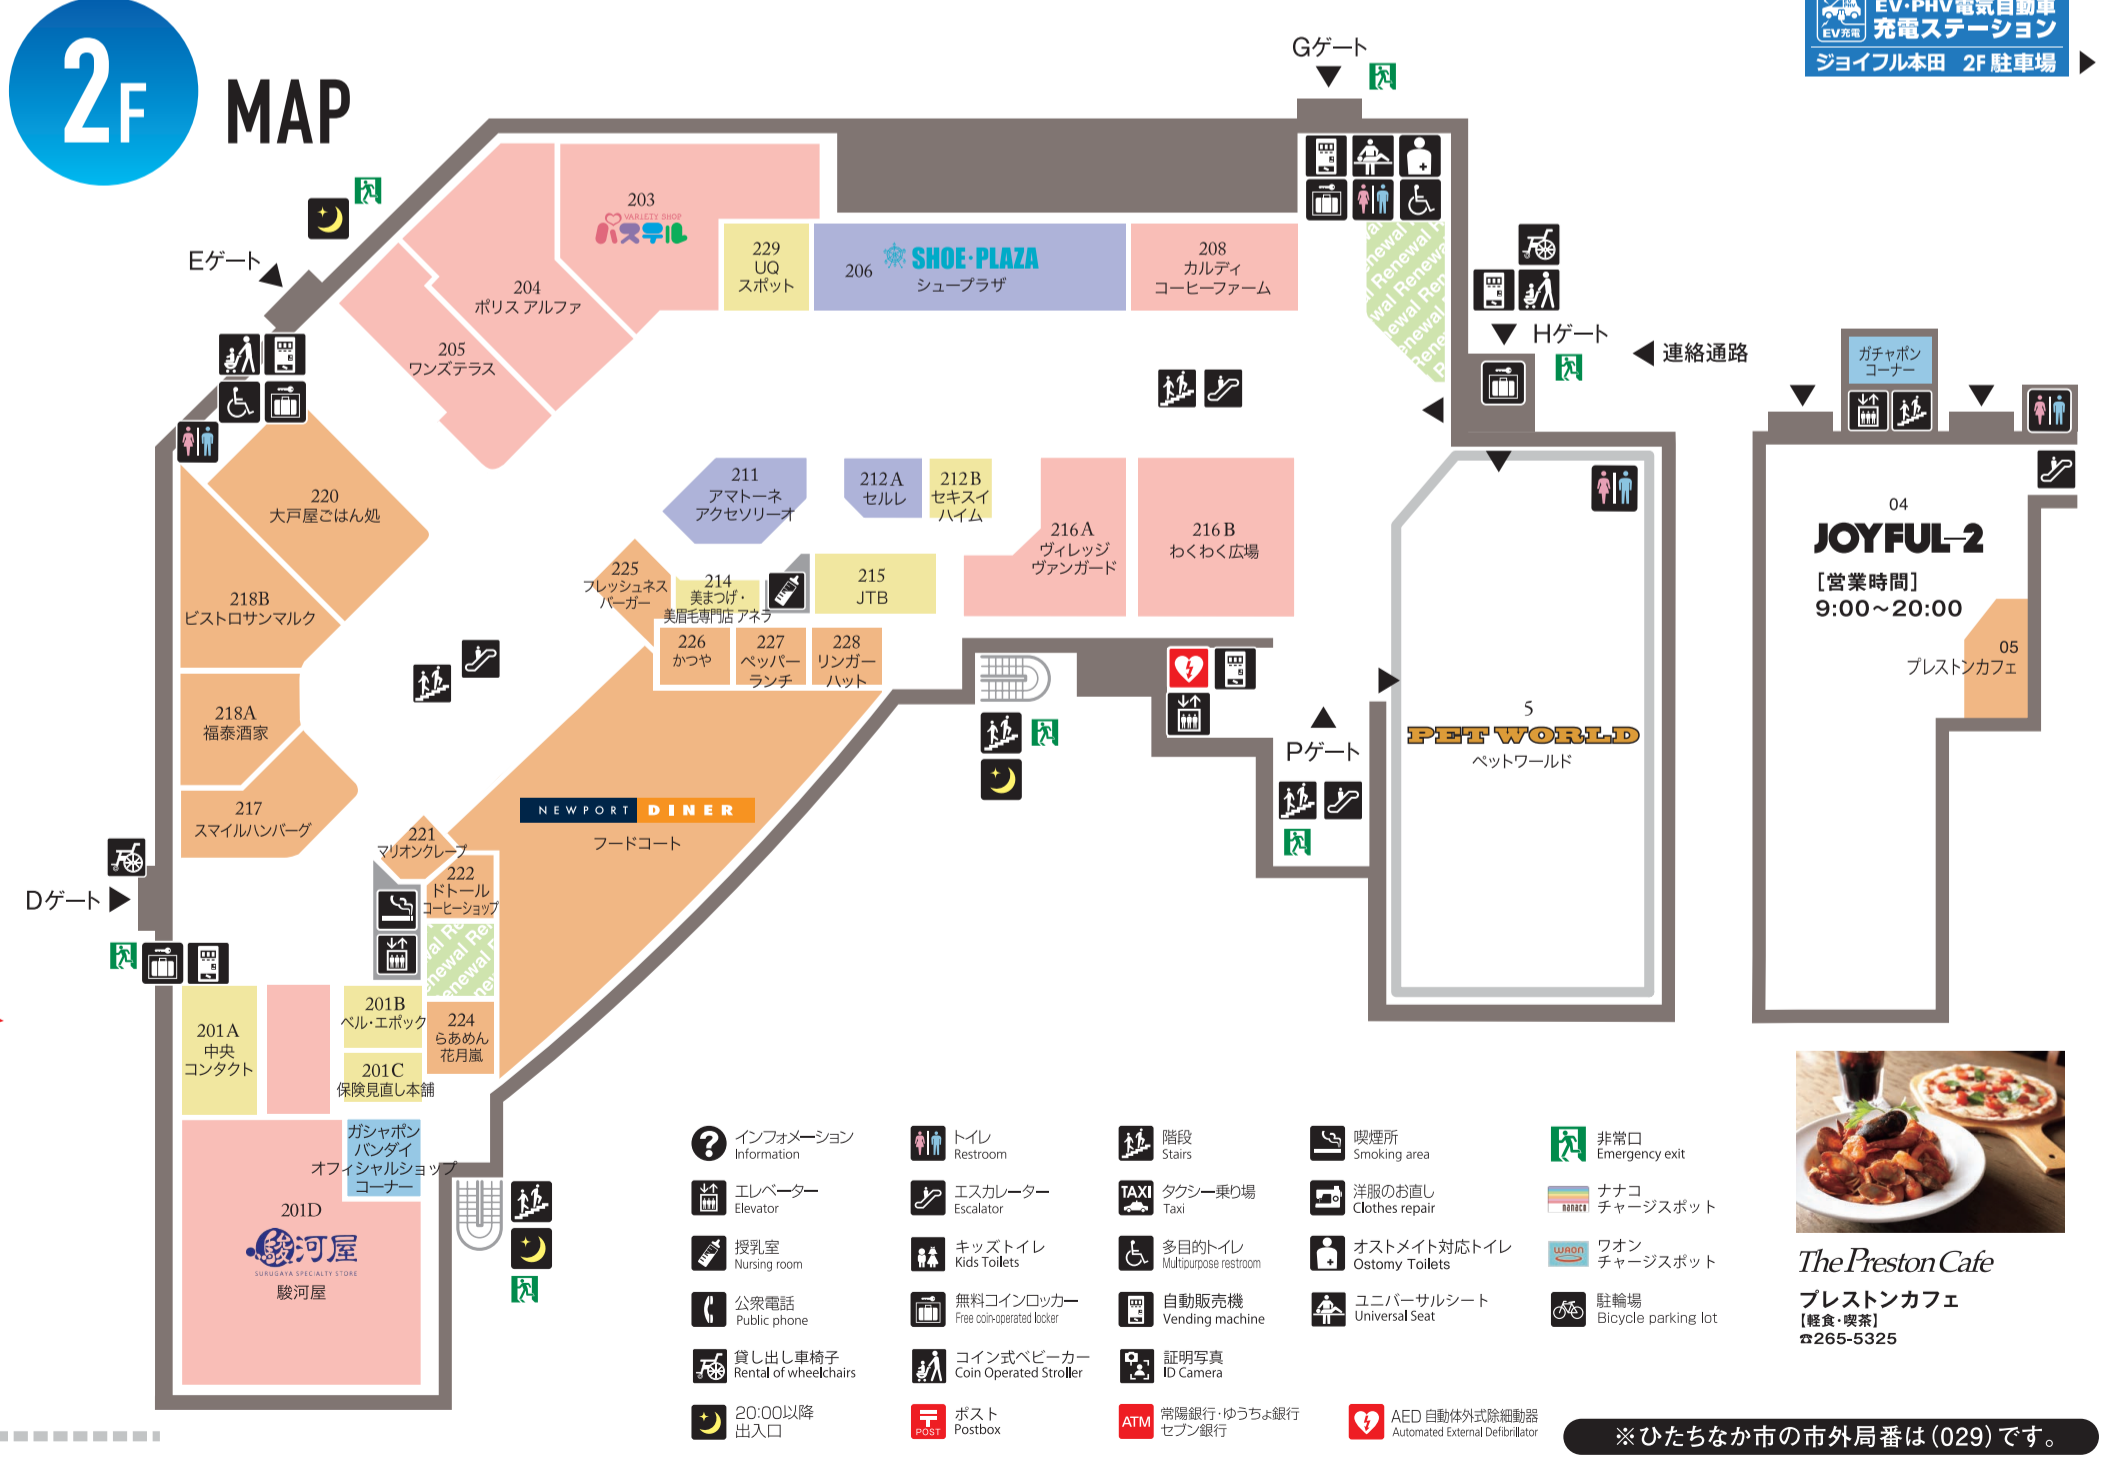 2F
MAP
EV充電
EV・PHV電気自動車
充電ステーション
ジョイフル本田 2F 駐車場
Gゲート
Eゲート
Hゲート
連絡通路
Dゲート
Pゲート
203
VARIETY SHOP
パステル
204
ポリス アルファ
205
ワンズテラス
229
UQ
スポット
206
SHOE・PLAZA
シュープラザ
208
カルディ
コーヒーファーム
Renewal
220
大戸屋ごはん処
218B
ビストロサンマルク
218A
福泰酒家
217
スマイルハンバーグ
211
アマトーネ
アクセソリーオ
212A
セルレ
212B
セキスイ
ハイム
216A
ヴィレッジ
ヴァンガード
216B
わくわく広場
225
フレッシュネス
バーガー
214
美まつげ・
美眉毛専門店 アネラ
215
JTB
226
かつや
227
ペッパー
ランチ
228
リンガー
ハット
NEWPORT DINER
フードコート
221
マリオンクレープ
222
ドトール
コーヒーショップ
Renewal
224
らあめん
花月嵐
201A
中央
コンタクト
201B
ベル・エポック
201C
保険見直し本舗
ガシャポン
バンダイ
オフィシャルショップ
コーナー
201D
駿河屋
SURUGAYA SPECIALTY STORE
駿河屋
5
PET WORLD
ペットワールド
ガチャポン
コーナー
04
JOYFUL-2
[営業時間]
9:00〜20:00
05
プレストンカフェ
The Preston Cafe
プレストンカフェ
【軽食・喫茶】
☎265-5325
インフォメーション
Information
トイレ
Restroom
階段
Stairs
喫煙所
Smoking area
非常口
Emergency exit
エレベーター
Elevator
エスカレーター
Escalator
TAXI
タクシー乗り場
Taxi
洋服のお直し
Clothes repair
nanaco
ナナコ
チャージスポット
授乳室
Nursing room
キッズトイレ
Kids Toilets
多目的トイレ
Multipurpose restroom
オストメイト対応トイレ
Ostomy Toilets
WAON
ワオン
チャージスポット
公衆電話
Public phone
無料コインロッカー
Free coin-operated locker
自動販売機
Vending machine
ユニバーサルシート
Universal Seat
駐輪場
Bicycle parking lot
貸し出し車椅子
Rental of wheelchairs
コイン式ベビーカー
Coin Operated Stroller
証明写真
ID Camera
20:00以降
出入口
POST
ポスト
Postbox
ATM
常陽銀行・ゆうちょ銀行
セブン銀行
AED 自動体外式除細動器
Automated External Defibrillator
※ひたちなか市の市外局番は(029)です。